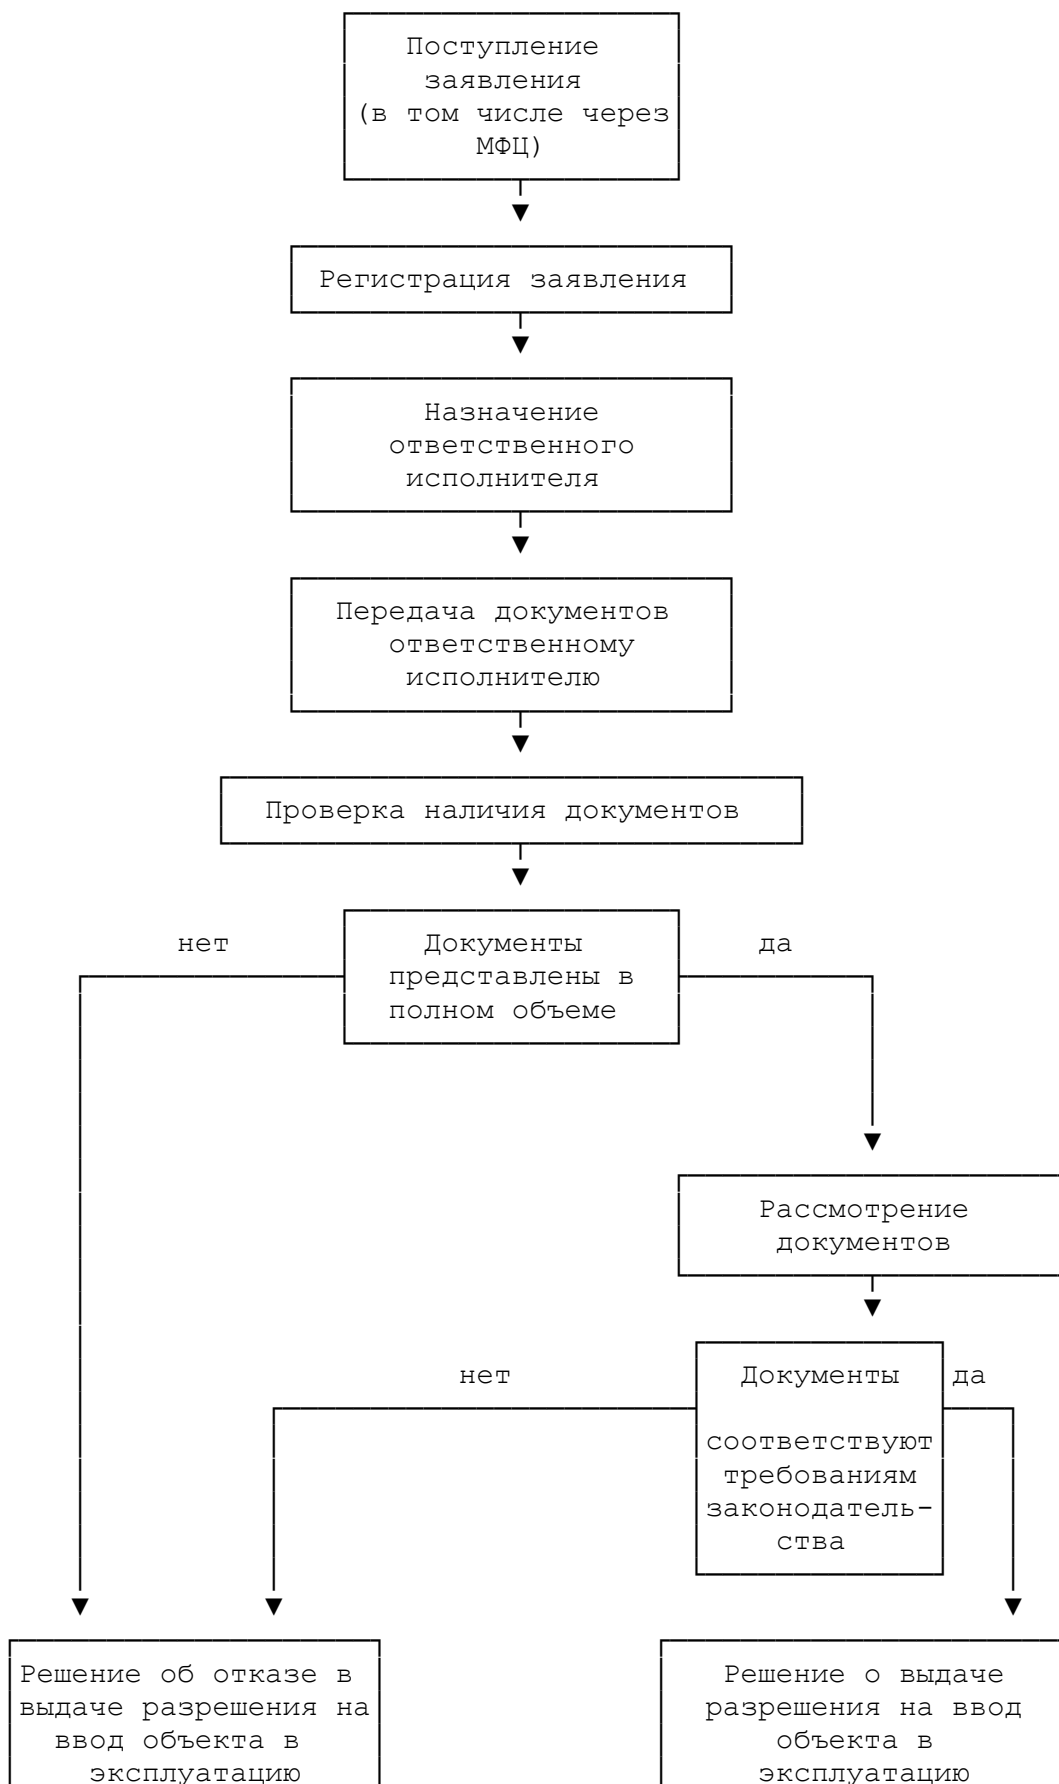 Поступление
заявления
(в том числе через
МФЦ)
Регистрация заявления
Назначение
ответственного
исполнителя
Передача документов
ответственному
исполнителю
Проверка наличия документов
нет
Документы
представлены в
полном объеме
да
Рассмотрение
документов
нет
Документы
соответствуют
требованиям
законодатель-
ства
да
Решение об отказе в
выдаче разрешения на
ввод объекта в
эксплуатацию
Решение о выдаче
разрешения на ввод
объекта в
эксплуатацию